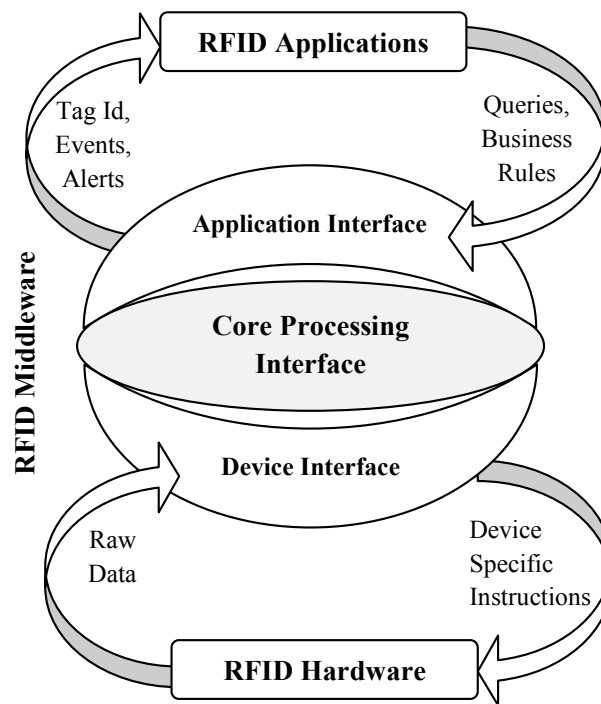 RFID Applications
Tag Id,
Events,
Alerts
Queries,
Business
Rules
Application Interface
Core Processing
Interface
RFID Middleware
Device Interface
Raw
Data
Device
Specific
Instructions
RFID Hardware